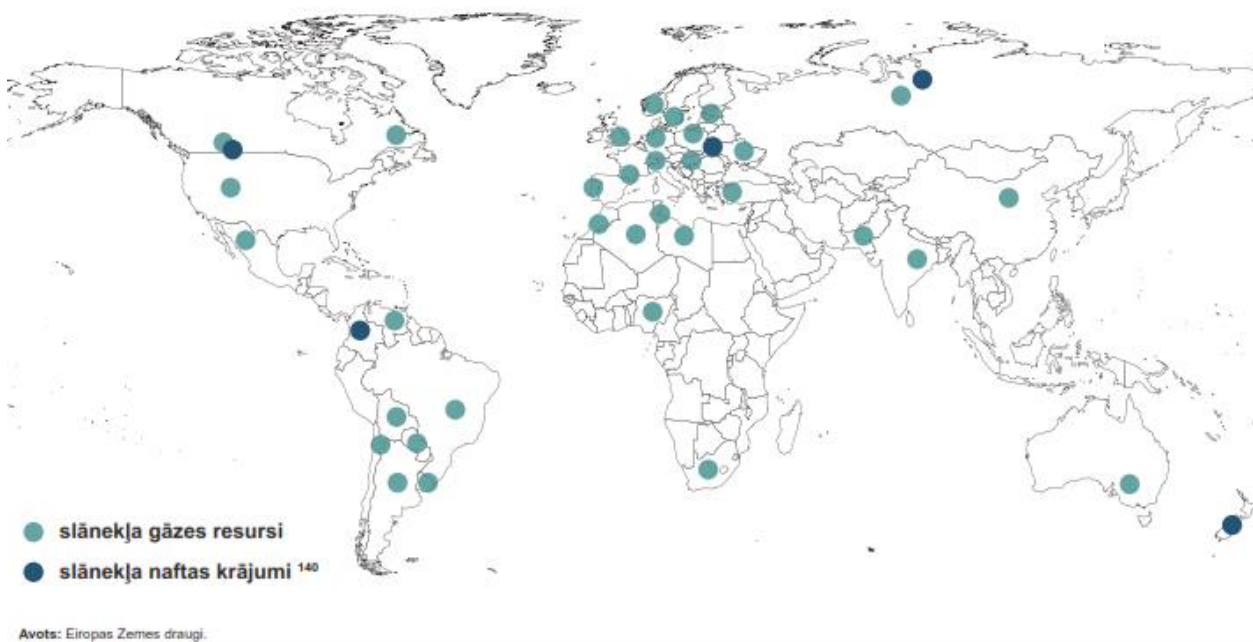 slānekļa gāzes resursi
slānekļa naftas krājumi 140
Avots: Eiropas Zemes draugi.